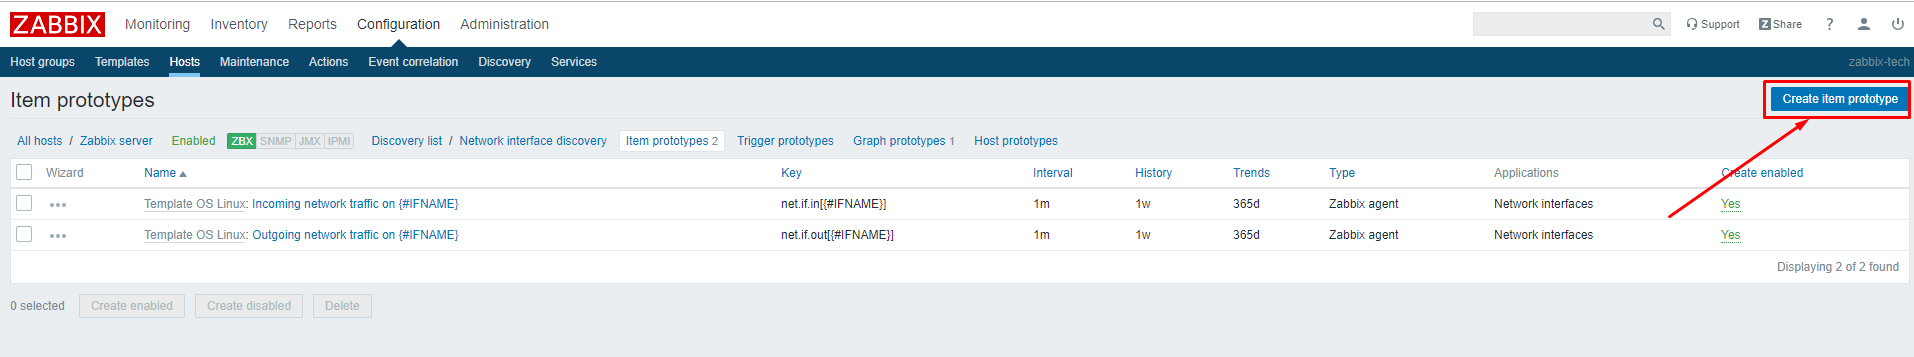 ZABBIX Monitoring Inventory Reports Configuration Administration Support Z Share ?
Host groups Templates Hosts Maintenance Actions Event correlation Discovery Services zabbix-tech
Item prototypes Create item prototype
All hosts / Zabbix server Enabled ZBX SNMP JMX IPMI Discovery list / Network interface discovery Item prototypes 2 Trigger prototypes Graph prototypes 1 Host prototypes
Wizard Name Key Interval History Trends Type Applications Create enabled
Template OS Linux: Incoming network traffic on {#IFNAME} net.if.in[{#IFNAME}] 1m 1w 365d Zabbix agent Network interfaces Yes
Template OS Linux: Outgoing network traffic on {#IFNAME} net.if.out[{#IFNAME}] 1m 1w 365d Zabbix agent Network interfaces Yes
Displaying 2 of 2 found
0 selected Create enabled Create disabled Delete